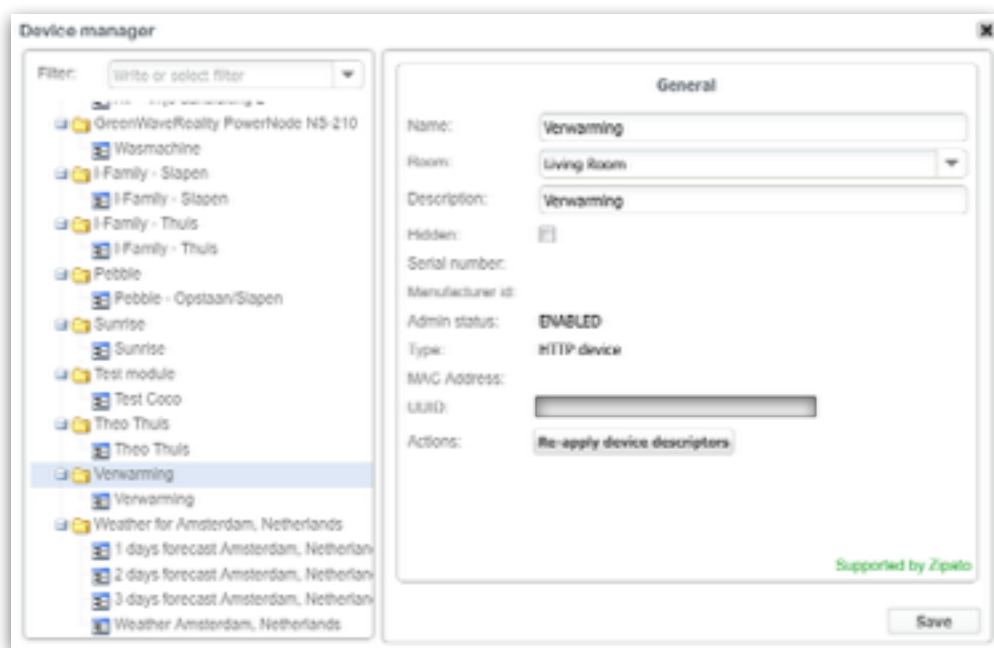 Device manager
Filter:
Write or select filter
GreenWaveReality PowerNode NS-210
Wasmachine
I-Family - Slapen
I-Family - Slapen
I-Family - Thuis
I-Family - Thuis
Pebble
Pebble - Opstaan/Slapen
Sunrise
Sunrise
Test module
Test Coco
Theo Thuis
Theo Thuis
Verwarming
Verwarming
Weather for Amsterdam, Netherlands
1 days forecast Amsterdam, Netherlan
2 days forecast Amsterdam, Netherlan
3 days forecast Amsterdam, Netherlan
Weather Amsterdam, Netherlands
General
Name: Verwarming
Room: Living Room
Description: Verwarming
Hidden:
Serial number:
Manufacturer id:
Admin status: ENABLED
Type: HTTP device
MAC Address:
UUID:
Actions: Re-apply device descriptors
Supported by Zipato
Save